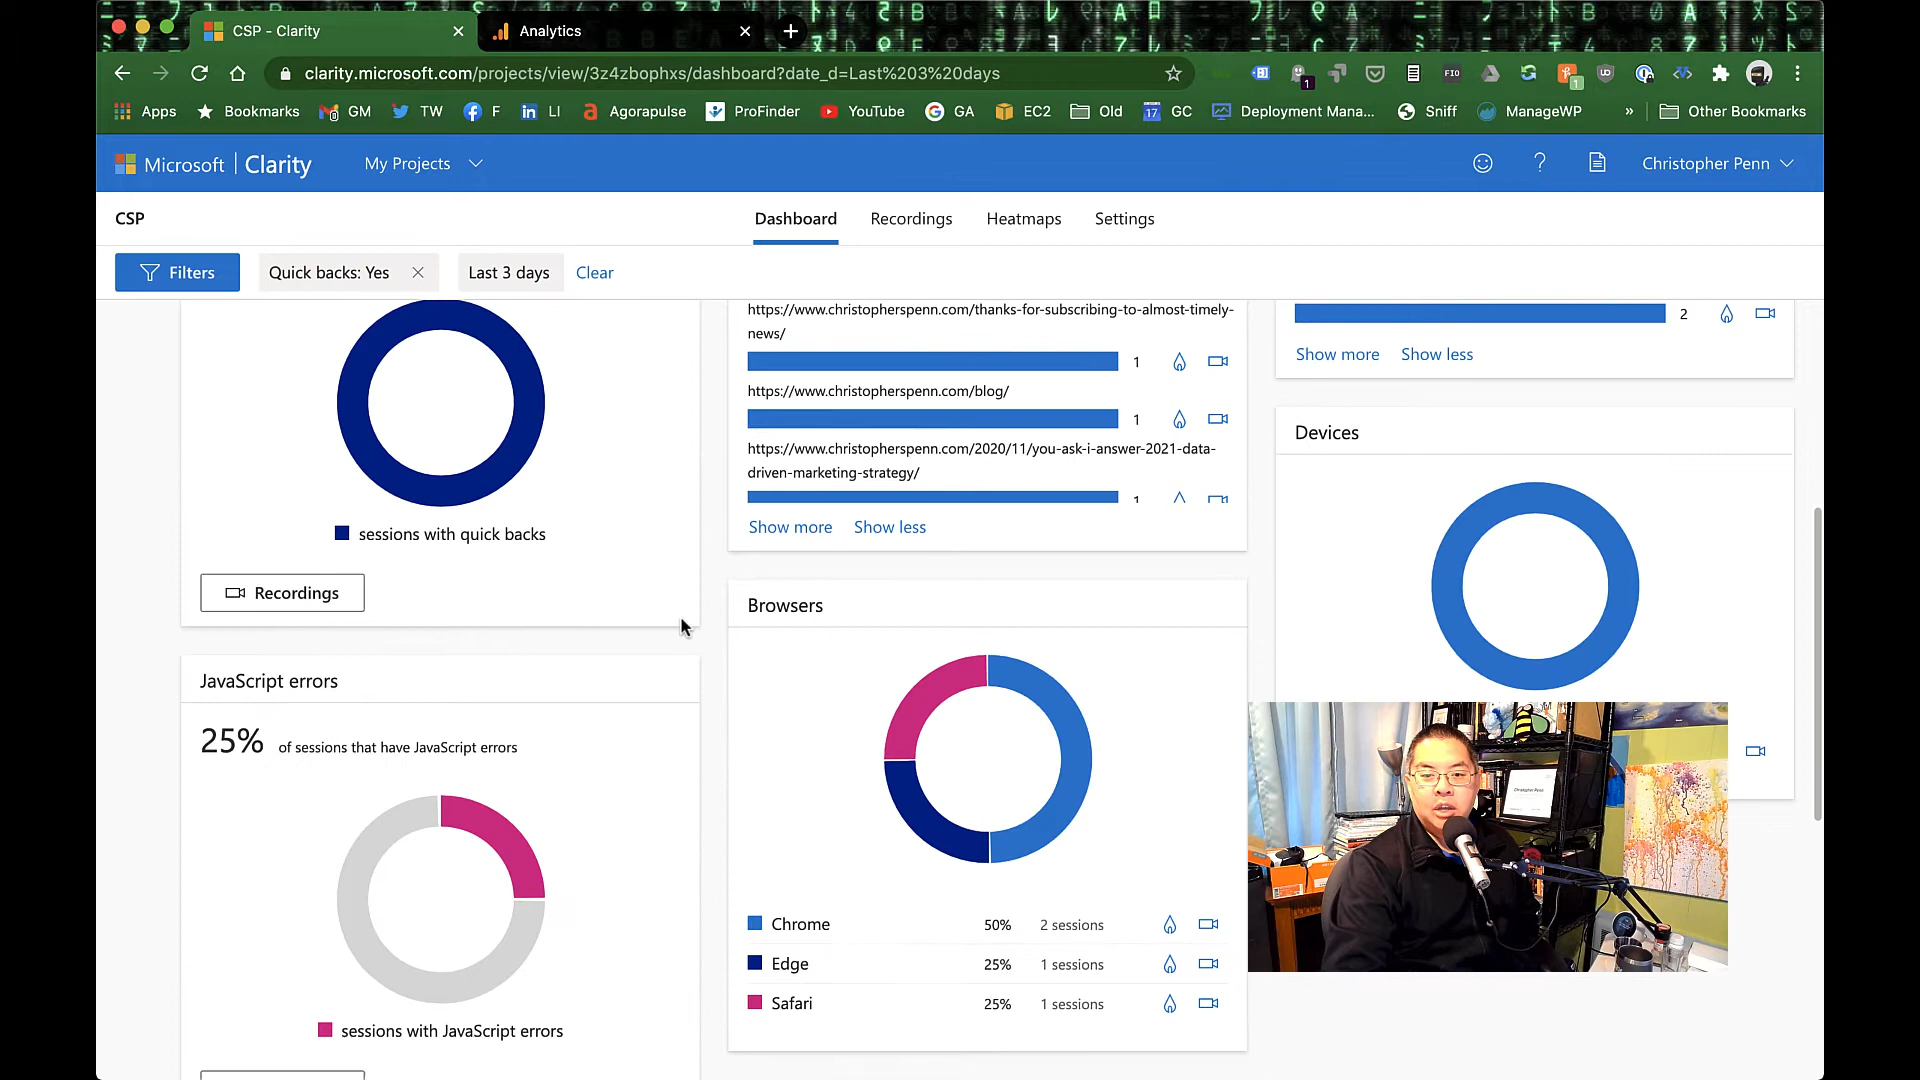 CSP - Clarity
Analytics
clarity.microsoft.com/projects/view/3z4zbophxs/dashboard?date_d=Last%203%20days
Apps
Bookmarks
GM
TW
F
LI
Agorapulse
ProFinder
YouTube
GA
EC2
Old
GC
Deployment Mana...
Sniff
ManageWP
»
Other Bookmarks
Microsoft | Clarity
My Projects
Christopher Penn
CSP
Dashboard
Recordings
Heatmaps
Settings
Filters
Quick backs: Yes
Last 3 days
Clear
sessions with quick backs
Recordings
JavaScript errors
25% of sessions that have JavaScript errors
sessions with JavaScript errors
https://www.christopherspenn.com/thanks-for-subscribing-to-almost-timely-
news/
1
https://www.christopherspenn.com/blog/
1
https://www.christopherspenn.com/2020/11/you-ask-i-answer-2021-data-
driven-marketing-strategy/
1
Show more Show less
Browsers
Chrome 50% 2 sessions
Edge 25% 1 sessions
Safari 25% 1 sessions
2
Show more Show less
Devices